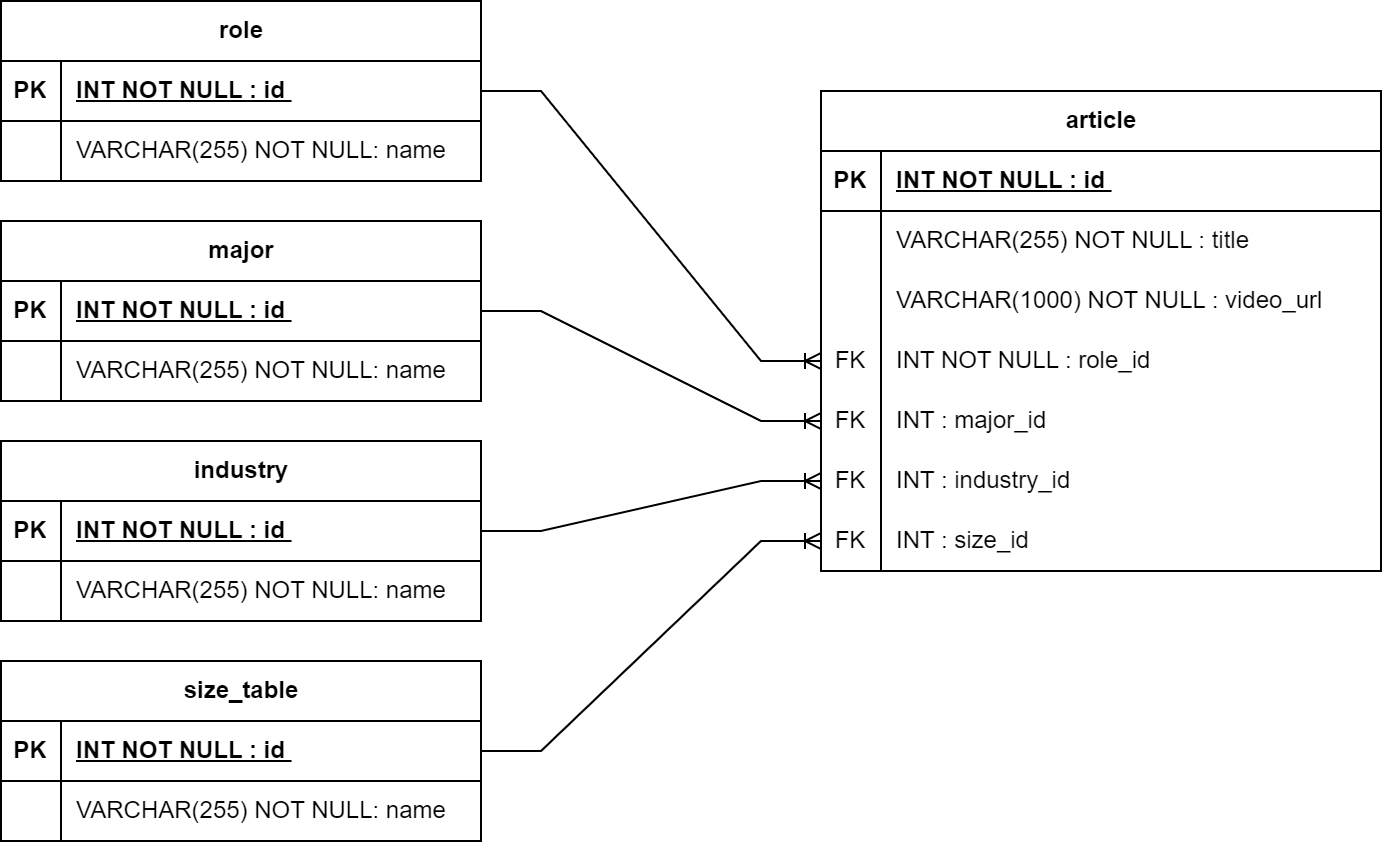 role
PK INT NOT NULL : id
VARCHAR(255) NOT NULL: name
major
PK INT NOT NULL : id
VARCHAR(255) NOT NULL: name
industry
PK INT NOT NULL : id
VARCHAR(255) NOT NULL: name
size_table
PK INT NOT NULL : id
VARCHAR(255) NOT NULL: name
article
PK INT NOT NULL : id
VARCHAR(255) NOT NULL : title
VARCHAR(1000) NOT NULL : video_url
FK INT NOT NULL : role_id
FK INT : major_id
FK INT : industry_id
FK INT : size_id